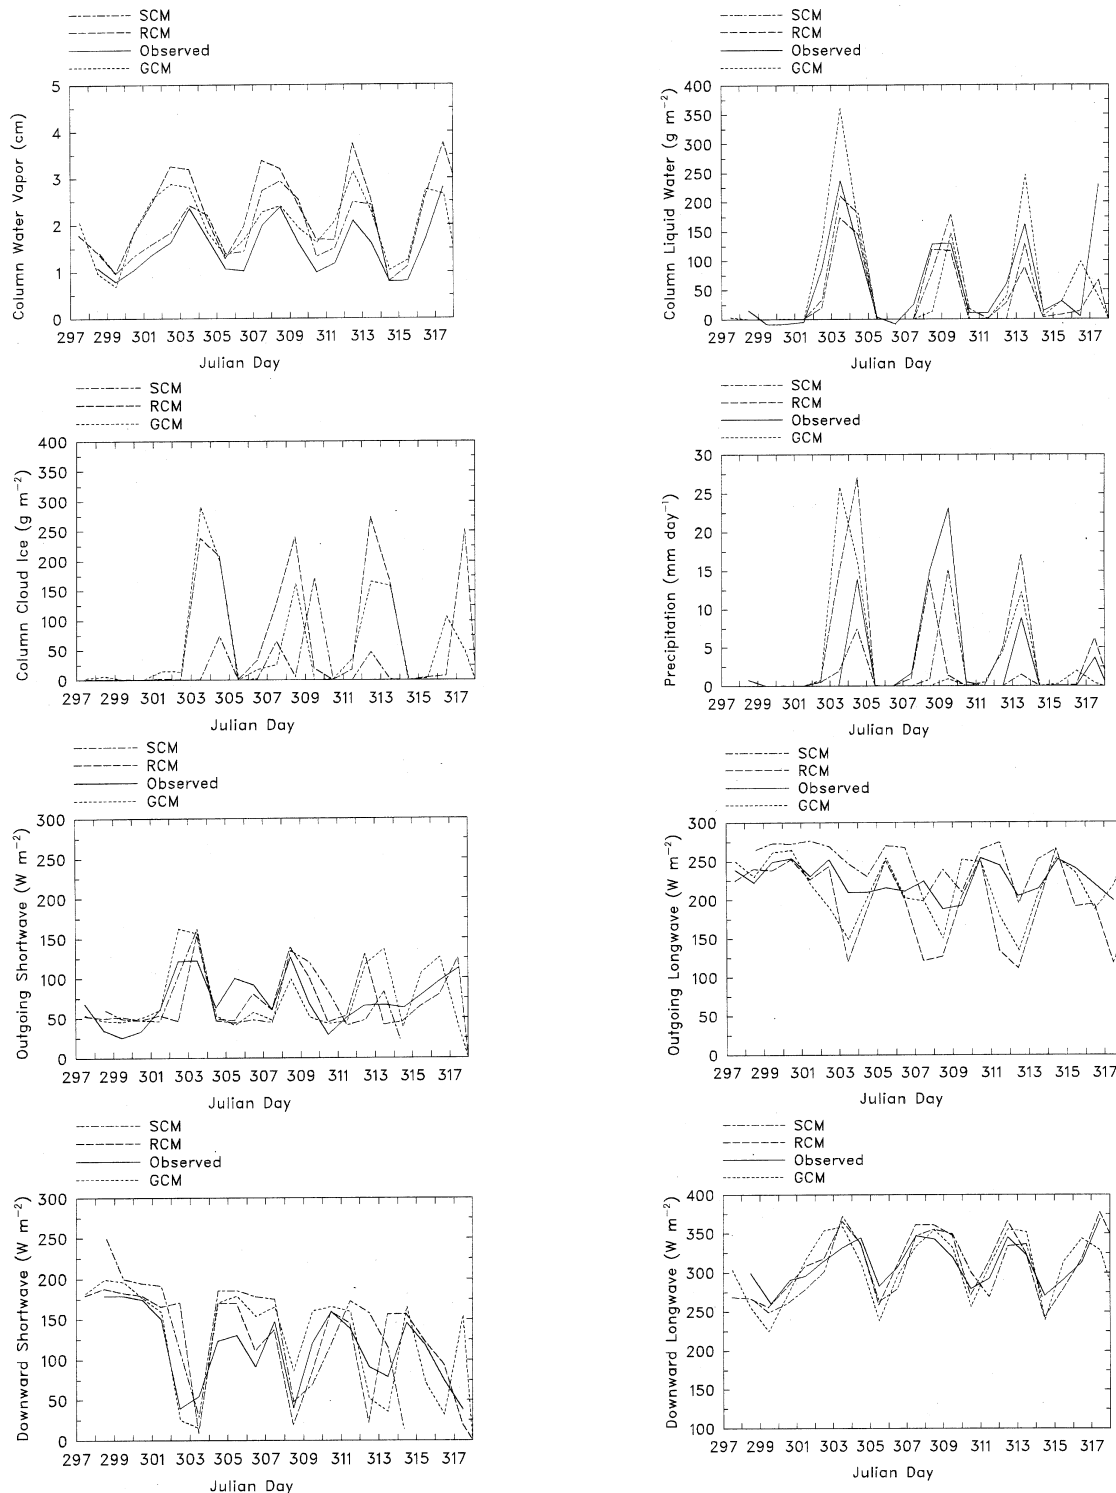 SCM
RCM
Observed
GCM
Column Water Vapor (cm)
5
4
3
2
1
0
297 299 301 303 305 307 309 311 313 315 317
Julian Day
SCM
RCM
Observed
GCM
Column Liquid Water (g m⁻²)
400
350
300
250
200
150
100
50
0
297 299 301 303 305 307 309 311 313 315 317
Julian Day
SCM
RCM
GCM
Column Cloud Ice (g m⁻²)
400
350
300
250
200
150
100
50
0
297 299 301 303 305 307 309 311 313 315 317
Julian Day
SCM
RCM
Observed
GCM
Precipitation (mm day⁻¹)
30
25
20
15
10
5
0
297 299 301 303 305 307 309 311 313 315 317
Julian Day
SCM
RCM
Observed
GCM
Outgoing Shortwave (W m⁻²)
300
250
200
150
100
50
0
297 299 301 303 305 307 309 311 313 315 317
Julian Day
SCM
RCM
Observed
GCM
Outgoing Longwave (W m⁻²)
300
250
200
150
100
50
0
297 299 301 303 305 307 309 311 313 315 317
Julian Day
SCM
RCM
Observed
GCM
Downward Shortwave (W m⁻²)
300
250
200
150
100
50
0
297 299 301 303 305 307 309 311 313 315 317
Julian Day
SCM
RCM
Observed
GCM
Downward Longwave (W m⁻²)
400
350
300
250
200
150
100
297 299 301 303 305 307 309 311 313 315 317
Julian Day